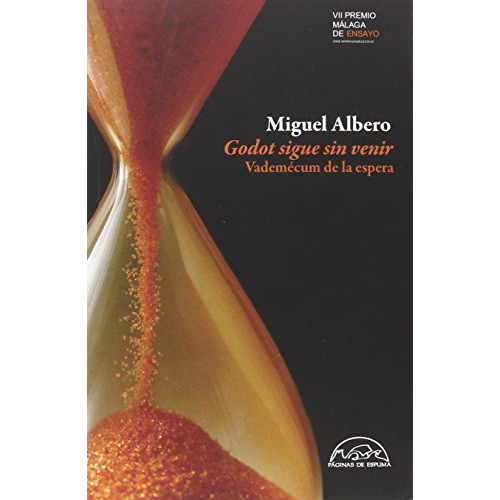 VII PREMIO
MÁLAGA
DE ENSAYO
Miguel Albero
Godot sigue sin venir
Vademécum de la espera
PÁGINAS DE ESPUMA